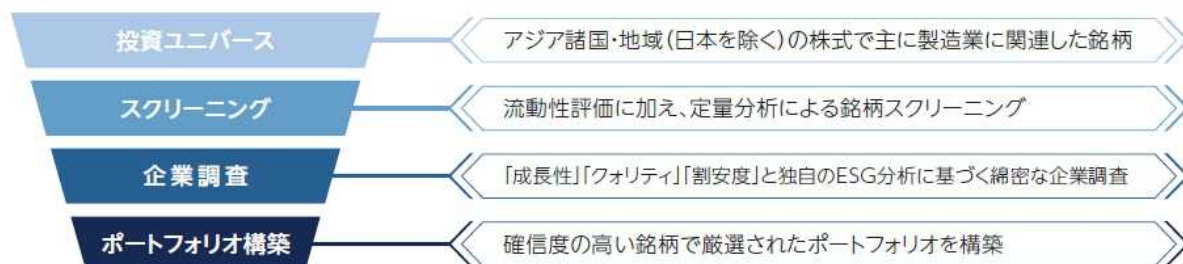 投資ユニバース
アジア諸国・地域(日本を除く)の株式で主に製造業に関連した銘柄
スクリーニング
流動性評価に加え、定量分析による銘柄スクリーニング
企業調査
「成長性」「クォリティ」「割安度」と独自のESG分析に基づく綿密な企業調査
ポートフォリオ構築
確信度の高い銘柄で厳選されたポートフォリオを構築